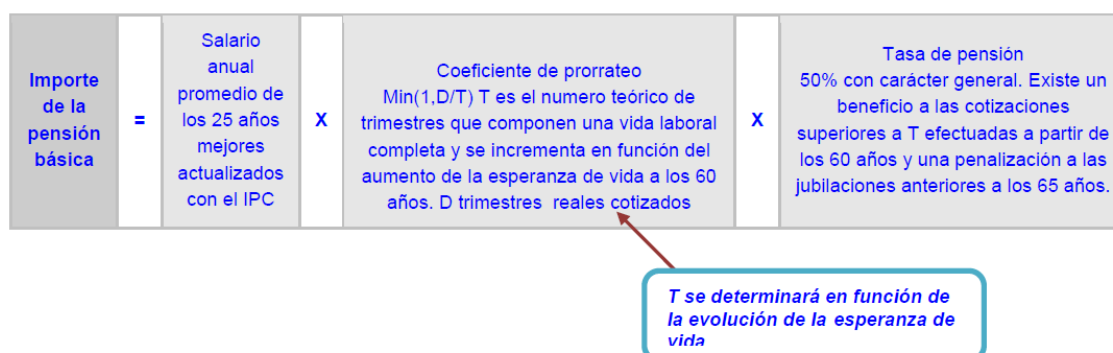 Importe
de la
pensión
básica
=
Salario
anual
promedio de
los 25 años
mejores
actualizados
con el IPC
X
Coeficiente de prorrateo
Min(1,D/T) T es el numero teórico de
trimestres que componen una vida laboral
completa y se incrementa en función del
aumento de la esperanza de vida a los 60
años. D trimestres reales cotizados
X
Tasa de pensión
50% con carácter general. Existe un
beneficio a las cotizaciones
superiores a T efectuadas a partir de
los 60 años y una penalización a las
jubilaciones anteriores a los 65 años.
T se determinará en función de
la evolución de la esperanza de
vida